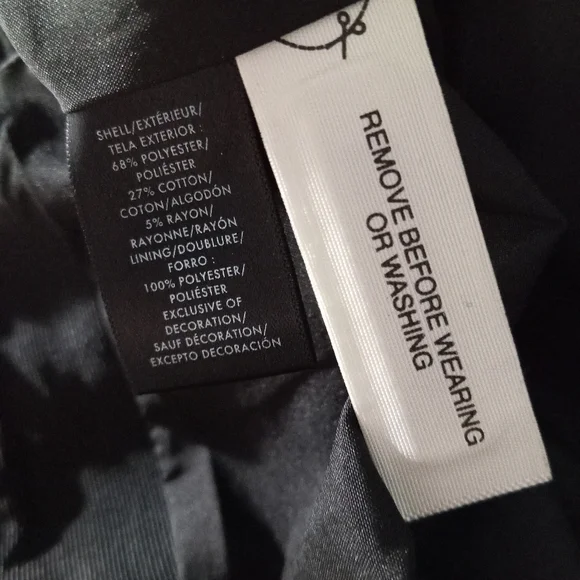 SHELL/EXTÉRIEUR/
TELA EXTERIOR :
68% POLYESTER/
POLIÉSTER
27% COTTON/
COTON/ALGODÓN
5% RAYON/
RAYONNE/RAYÓN
LINING/DOUBLURE/
FORRO :
100% POLYESTER/
POLIÉSTER
EXCLUSIVE OF
DECORATION/
SAUF DÉCORATION/
EXCEPTO DECORACIÓN
REMOVE BEFORE WEARING
OR WASHING